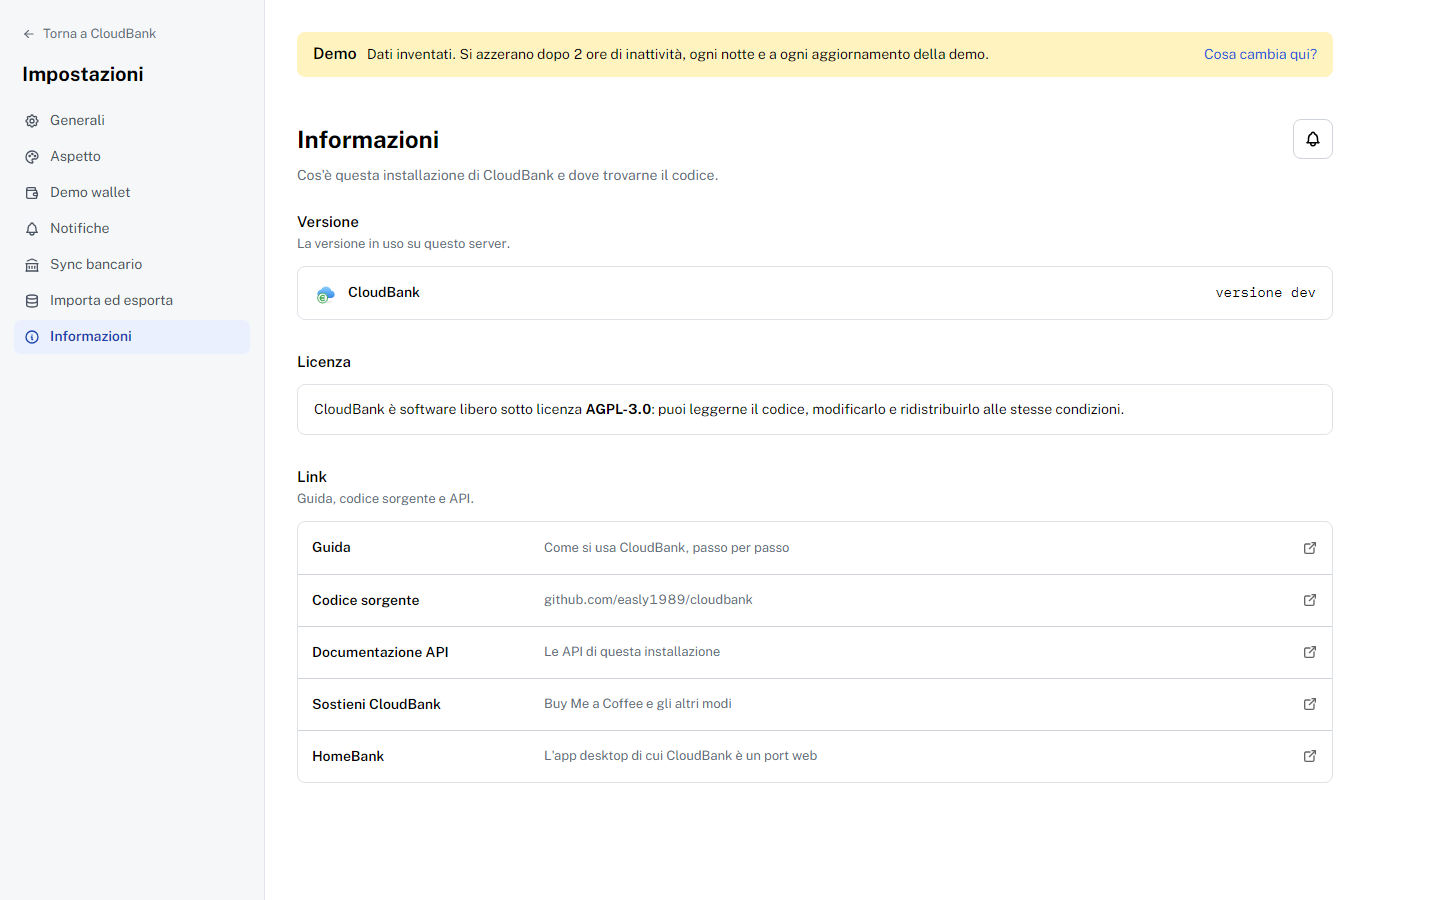 Torna a CloudBank
Impostazioni
Generali
Aspetto
Demo wallet
Notifiche
Sync bancario
Importa ed esporta
Informazioni
Demo Dati inventati. Si azzerano dopo 2 ore di inattività, ogni notte e a ogni aggiornamento della demo. Cosa cambia qui?
Informazioni
Cos'è questa installazione di CloudBank e dove trovarne il codice.
Versione
La versione in uso su questo server.
CloudBank versione dev
Licenza
CloudBank è software libero sotto licenza AGPL-3.0: puoi leggerne il codice, modificarlo e ridistribuirlo alle stesse condizioni.
Link
Guida, codice sorgente e API.
Guida Come si usa CloudBank, passo per passo
Codice sorgente github.com/easly1989/cloudbank
Documentazione API Le API di questa installazione
Sostieni CloudBank Buy Me a Coffee e gli altri modi
HomeBank L'app desktop di cui CloudBank è un port web